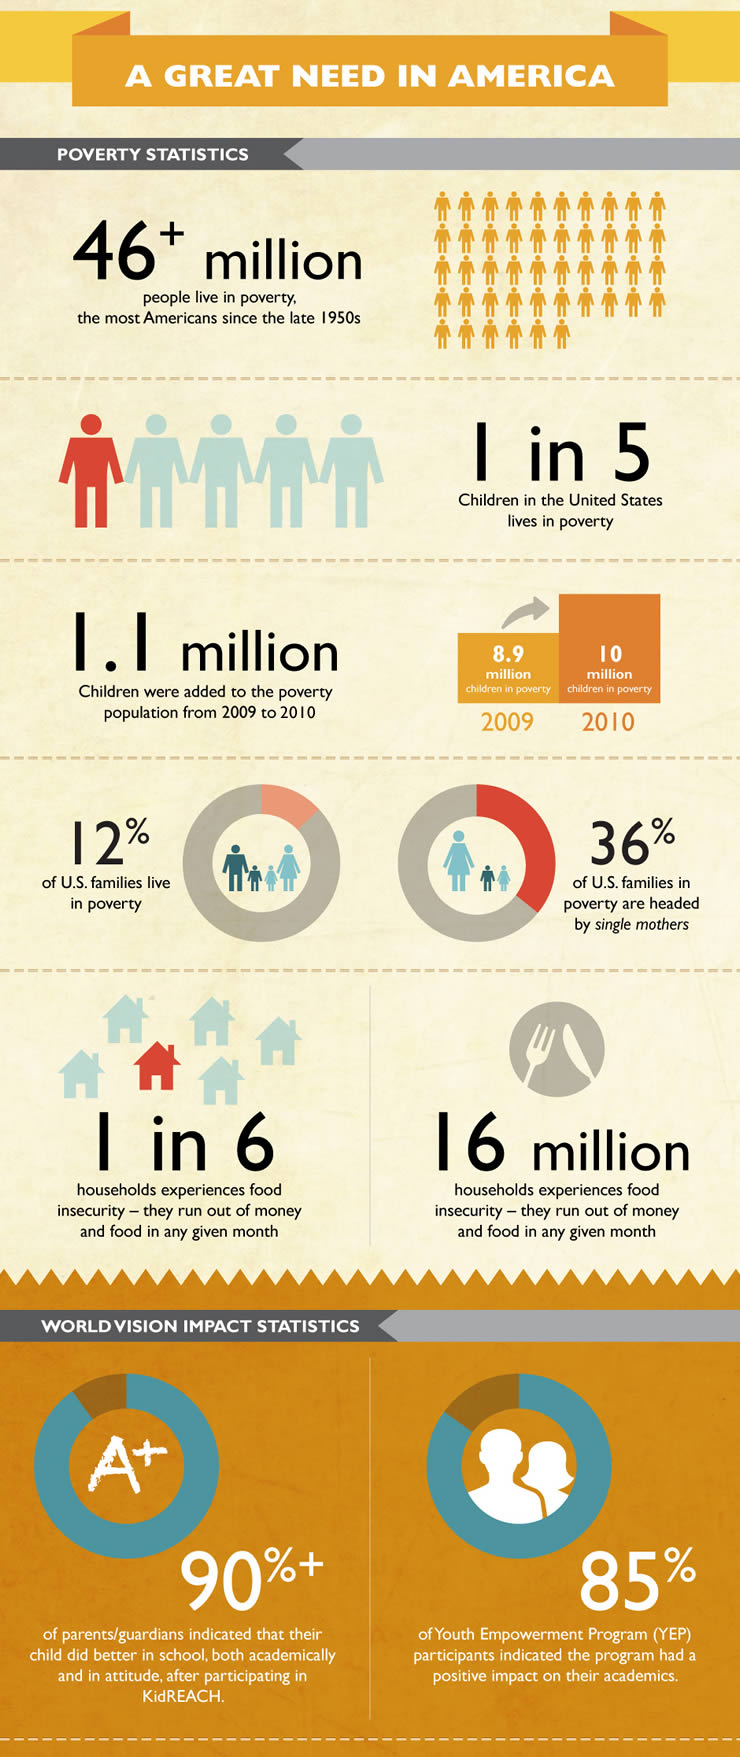 A GREAT NEED IN AMERICA
POVERTY STATISTICS
46+ million
people live in poverty,
the most Americans since the late 1950s
1 in 5
Children in the United States
lives in poverty
1.1 million
Children were added to the poverty
population from 2009 to 2010
8.9
million
children in poverty
2009
10
million
children in poverty
2010
12%
of U.S. families live
in poverty
36%
of U.S. families in
poverty are headed
by single mothers
1 in 6
households experiences food
insecurity – they run out of money
and food in any given month
16 million
households experiences food
insecurity – they run out of money
and food in any given month
WORLD VISION IMPACT STATISTICS
A+
90%+
of parents/guardians indicated that their
child did better in school, both academically
and in attitude, after participating in
KidREACH.
85%
of Youth Empowerment Program (YEP)
participants indicated the program had a
positive impact on their academics.